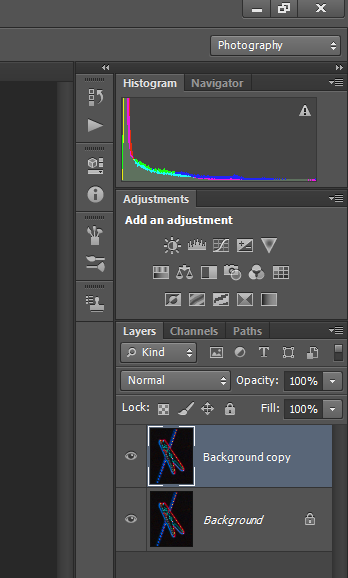 Photography
Histogram Navigator
Adjustments
Add an adjustment
Layers Channels Paths
Kind T
Normal Opacity: 100%
Lock: Fill: 100%
Background copy
Background